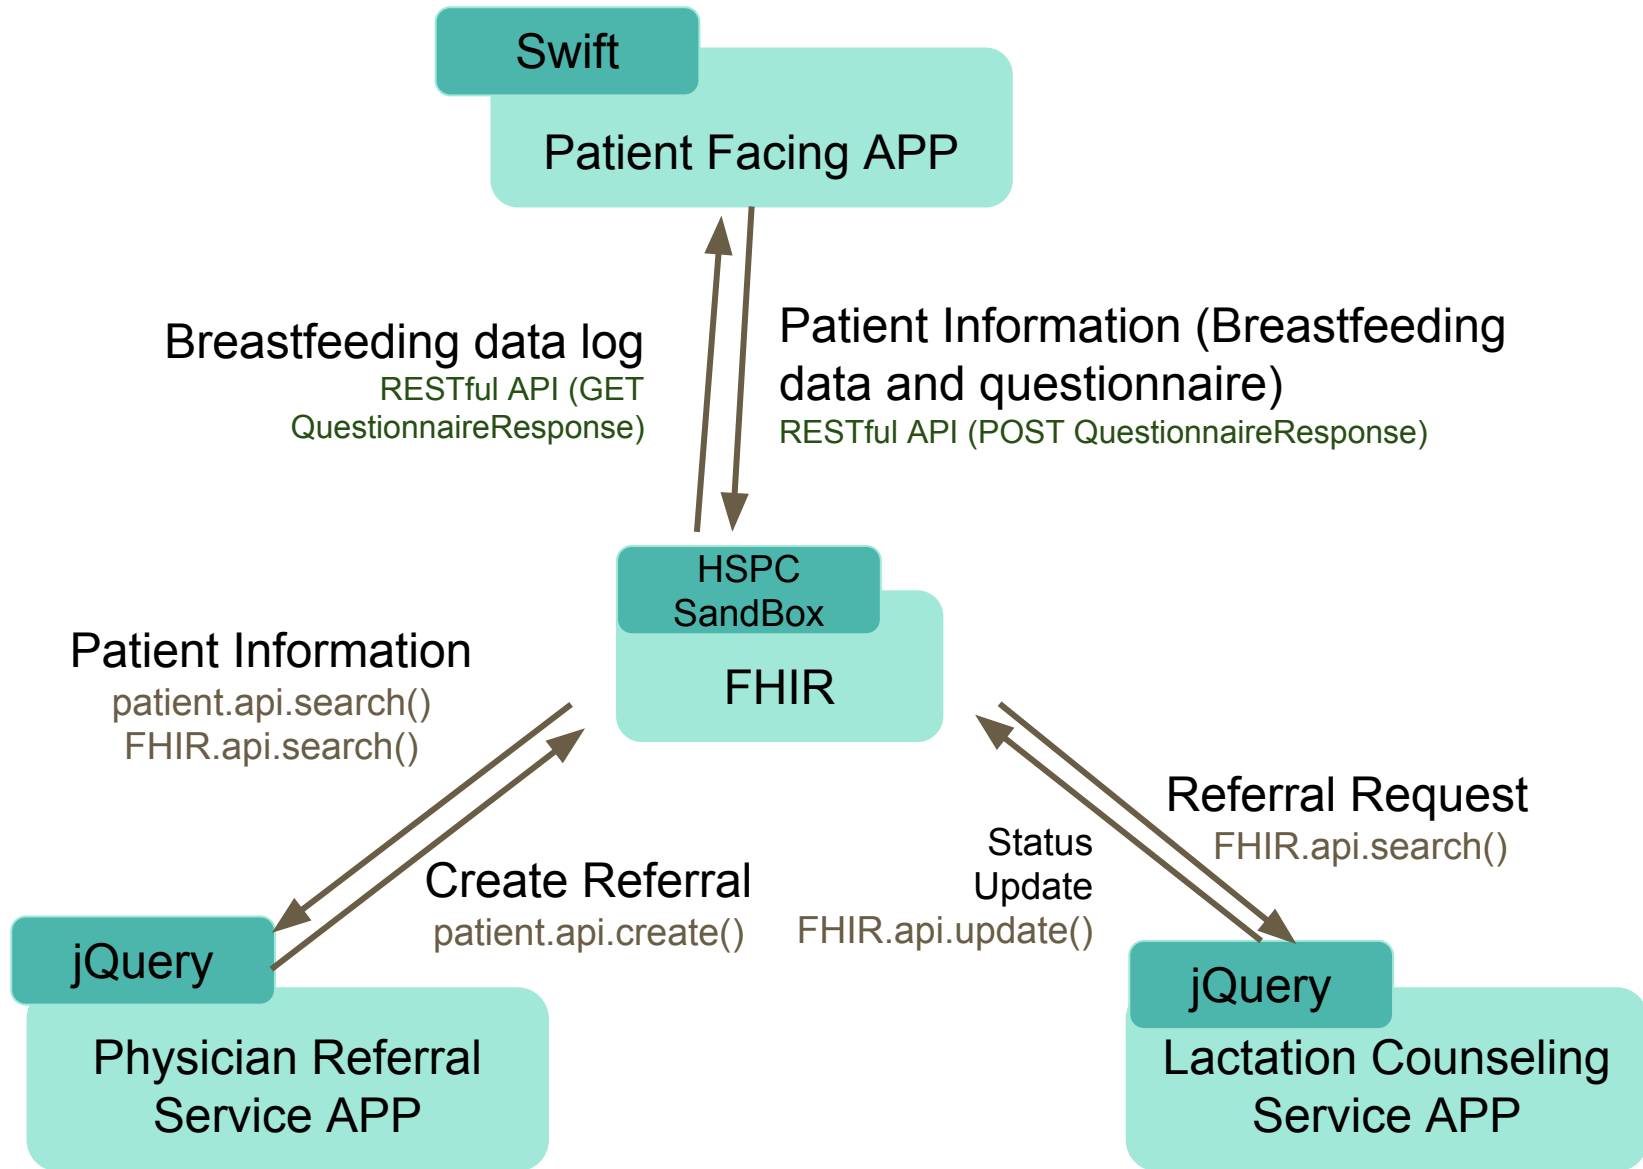 Swift
Patient Facing APP
Breastfeeding data log
RESTful API (GET
QuestionnaireResponse)
Patient Information (Breastfeeding
data and questionnaire)
RESTful API (POST QuestionnaireResponse)
HSPC
SandBox
FHIR
Patient Information
patient.api.search()
FHIR.api.search()
Create Referral
patient.api.create()
Status
Update
FHIR.api.update()
Referral Request
FHIR.api.search()
jQuery
Physician Referral
Service APP
jQuery
Lactation Counseling
Service APP